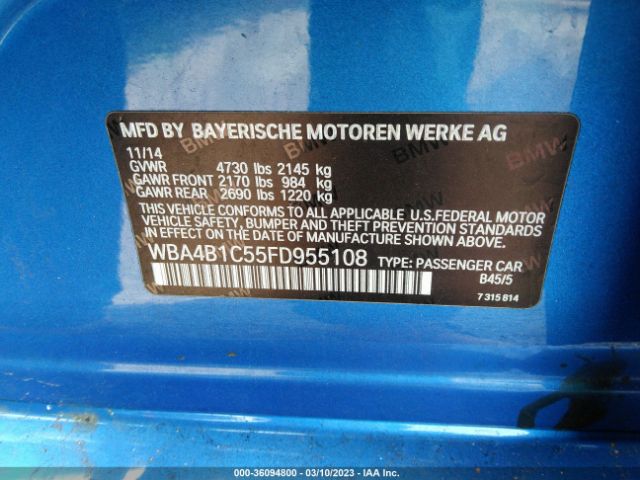 MFD BY BAYERISCHE MOTOREN WERKE AG
11/14
GVWR 4730 lbs 2145 kg
GAWR FRONT 2170 lbs 984 kg
GAWR REAR 2690 lbs 1220 kg
THIS VEHICLE CONFORMS TO ALL APPLICABLE U.S.FEDERAL MOTOR
VEHICLE SAFETY, BUMPER AND THEFT PREVENTION STANDARDS
IN EFFECT ON THE DATE OF MANUFACTURE SHOWN ABOVE.
WBA4B1C55FD955108 TYPE: PASSENGER CAR
B45/5
7 315 814
000-36094800 - 03/10/2023 - IAA Inc.